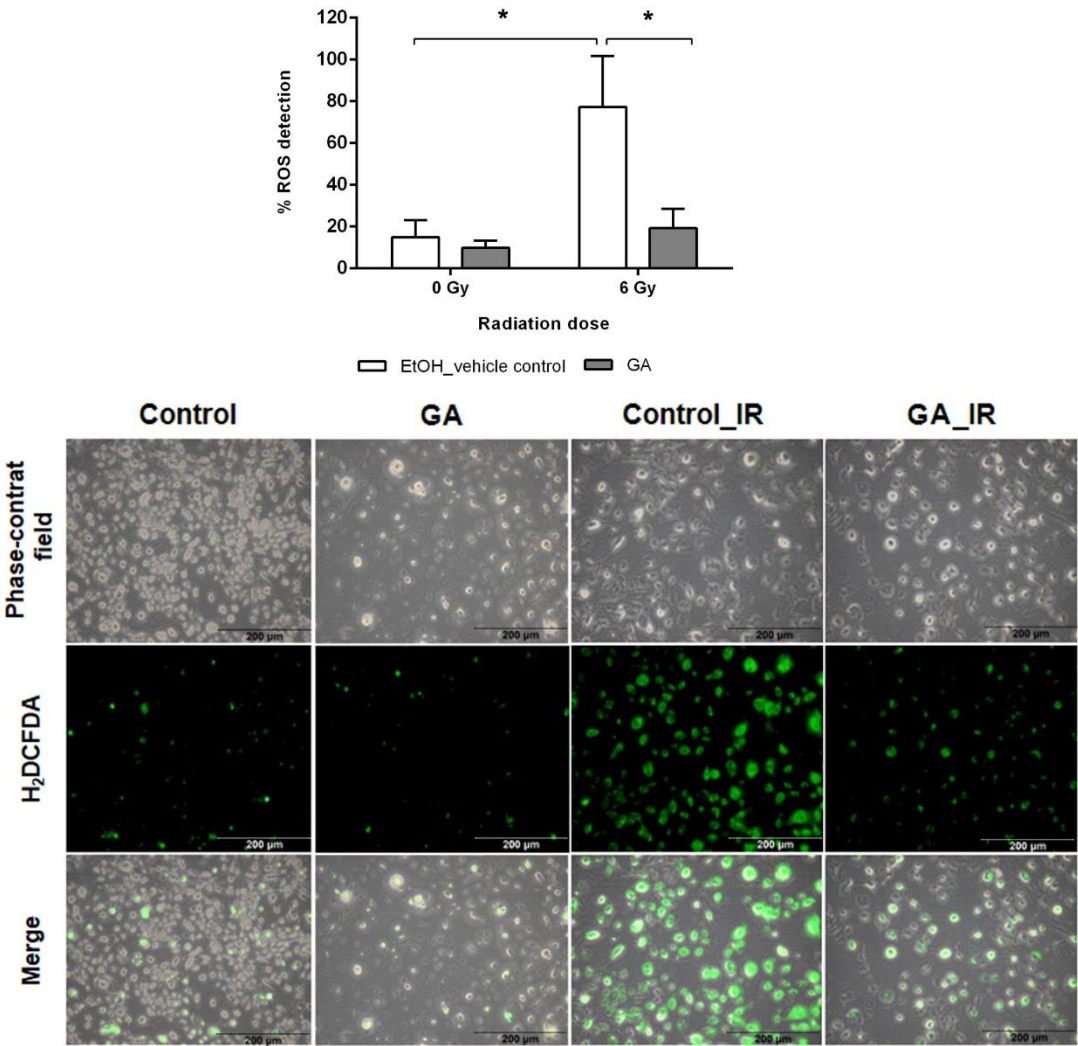 * *
120
100
80
60
40
20
0
% ROS detection
0 Gy 6 Gy
Radiation dose
EtOH_vehicle control GA
Control GA Control_IR GA_IR
Phase-contrat
field
200 µm 200 µm 200 µm 200 µm
H₂DCFDA
200 µm 200 µm 200 µm 200 µm
Merge
200 µm 200 µm 200 µm 200 µm